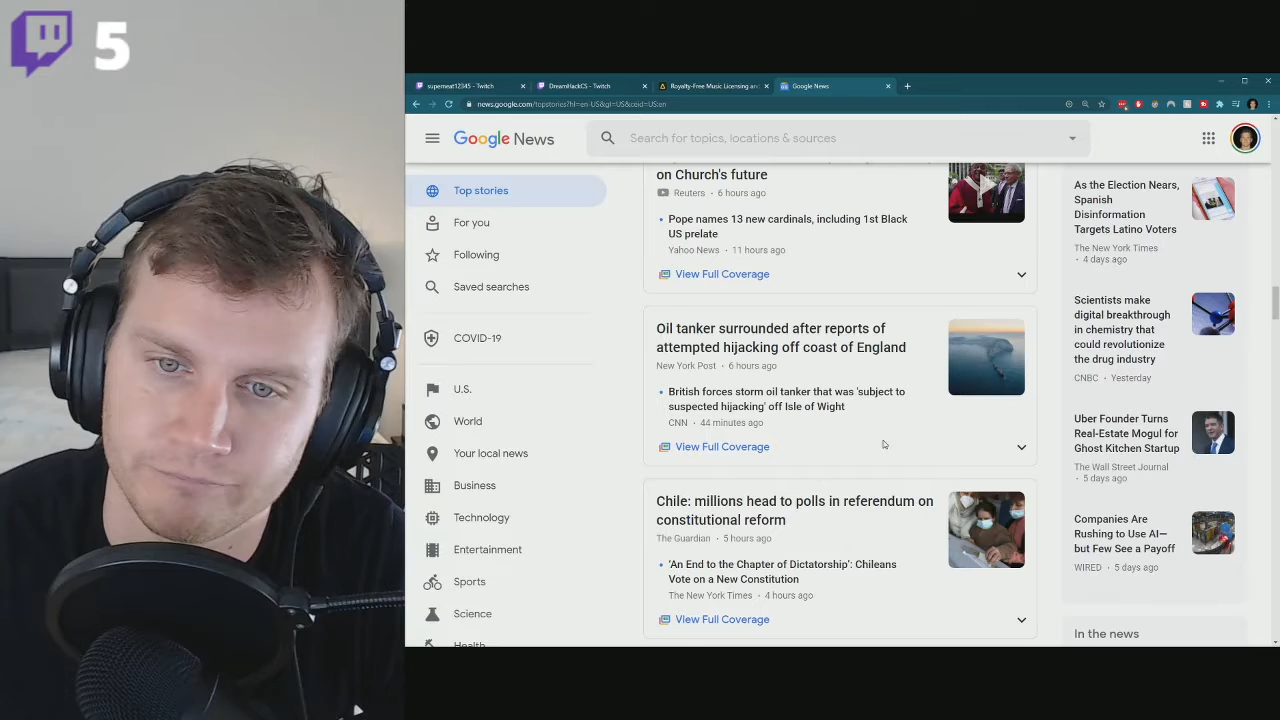 5
supermeat12345 - Twitch
DreamHackCS - Twitch
Royalty-Free Music Licensing an
Google News
news.google.com/topstories?hl=en-US&gl=US&ceid=US:en
Google News
Search for topics, locations & sources
Top stories
For you
Following
Saved searches
COVID-19
U.S.
World
Your local news
Business
Technology
Entertainment
Sports
Science
Health
on Church's future
Reuters • 6 hours ago
Pope names 13 new cardinals, including 1st Black
US prelate
Yahoo News • 11 hours ago
View Full Coverage
Oil tanker surrounded after reports of
attempted hijacking off coast of England
New York Post • 6 hours ago
British forces storm oil tanker that was 'subject to
suspected hijacking' off Isle of Wight
CNN • 44 minutes ago
View Full Coverage
Chile: millions head to polls in referendum on
constitutional reform
The Guardian • 5 hours ago
'An End to the Chapter of Dictatorship': Chileans
Vote on a New Constitution
The New York Times • 4 hours ago
View Full Coverage
As the Election Nears,
Spanish
Disinformation
Targets Latino Voters
The New York Times
• 4 days ago
Scientists make
digital breakthrough
in chemistry that
could revolutionize
the drug industry
CNBC • Yesterday
Uber Founder Turns
Real-Estate Mogul for
Ghost Kitchen Startup
The Wall Street Journal
• 5 days ago
Companies Are
Rushing to Use AI—
but Few See a Payoff
WIRED • 5 days ago
In the news